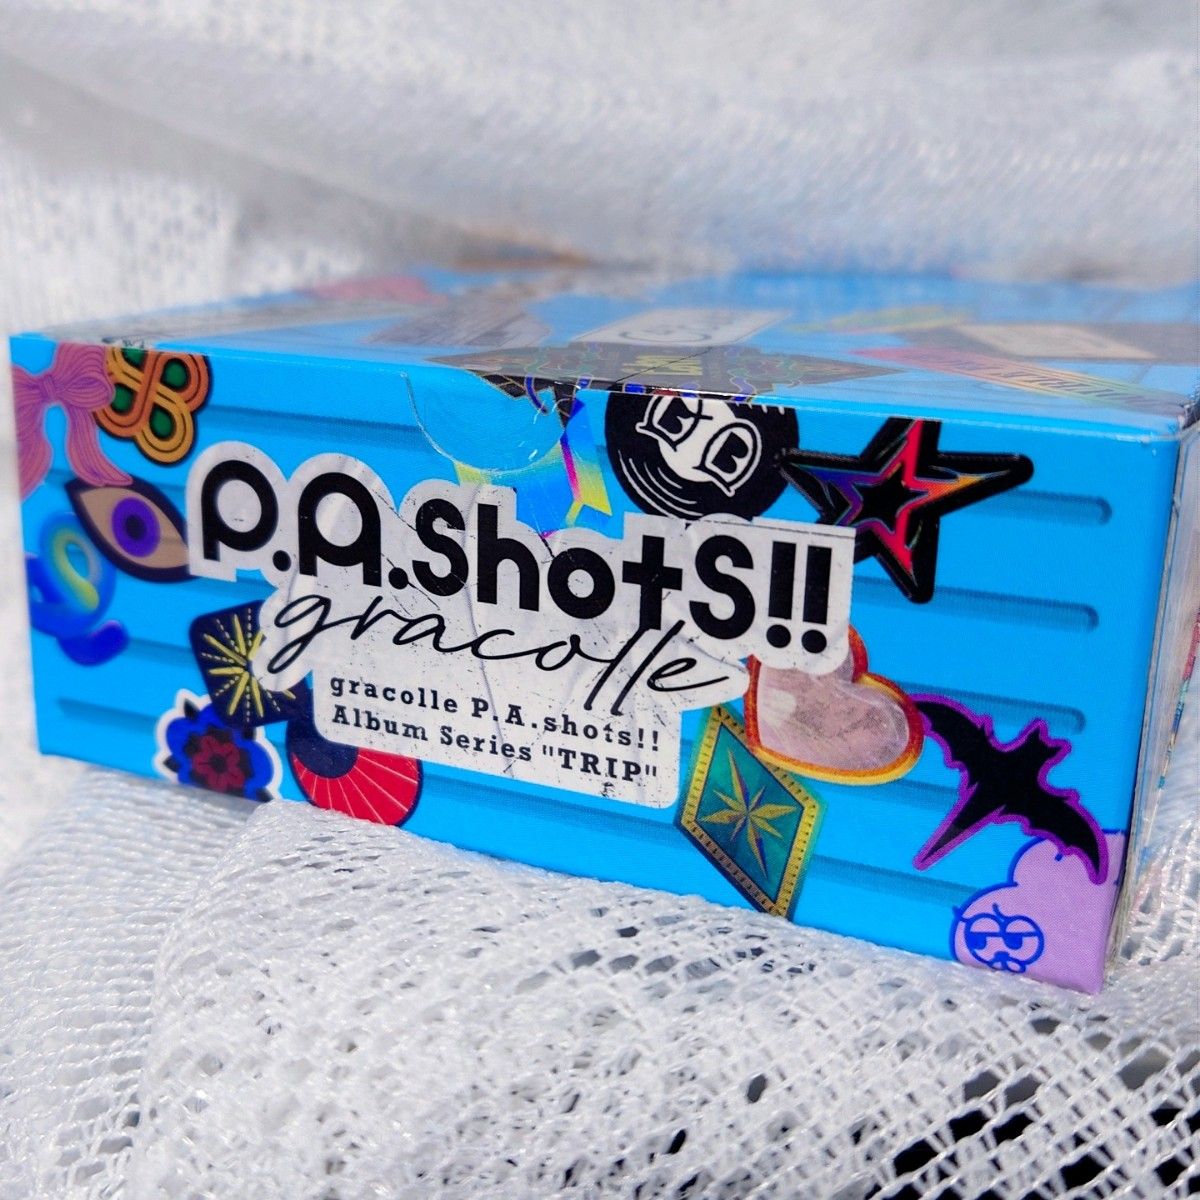 P.A.ShotS!!
gracolle
gracolle P.A.shots!!
Album Series "TRIP"